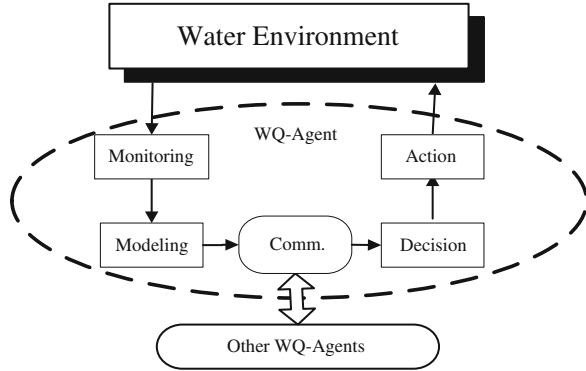 Water Environment
WQ-Agent
Monitoring
Action
Modeling
Comm.
Decision
Other WQ-Agents